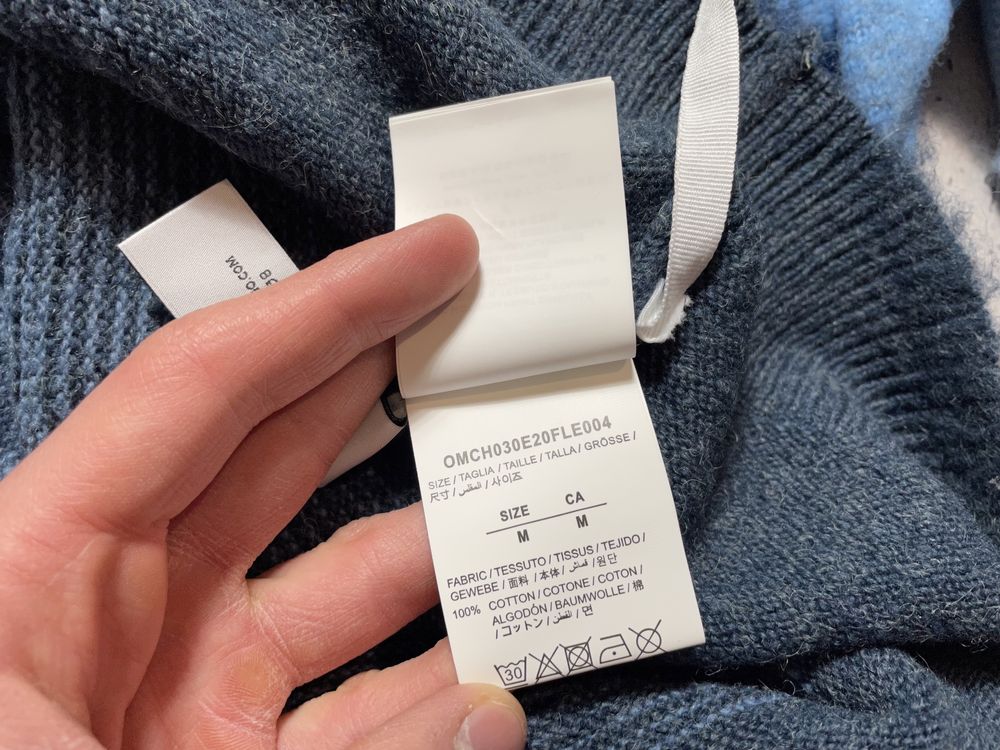 OMCH030E20FLE004
SIZE / TAGLIA / TAILLE / TALLA / GRÖSSE /
尺寸 / المقاس / 사이즈
SIZE CA
M M
FABRIC / TESSUTO / TISSUS / TEJIDO /
GEWEBE / 面料 / 本体 / قماش / 원단
100% COTTON / COTONE / COTON /
ALGODÓN / BAUMWOLLE / 棉
/ コットン / القطن / 면
30
.COM